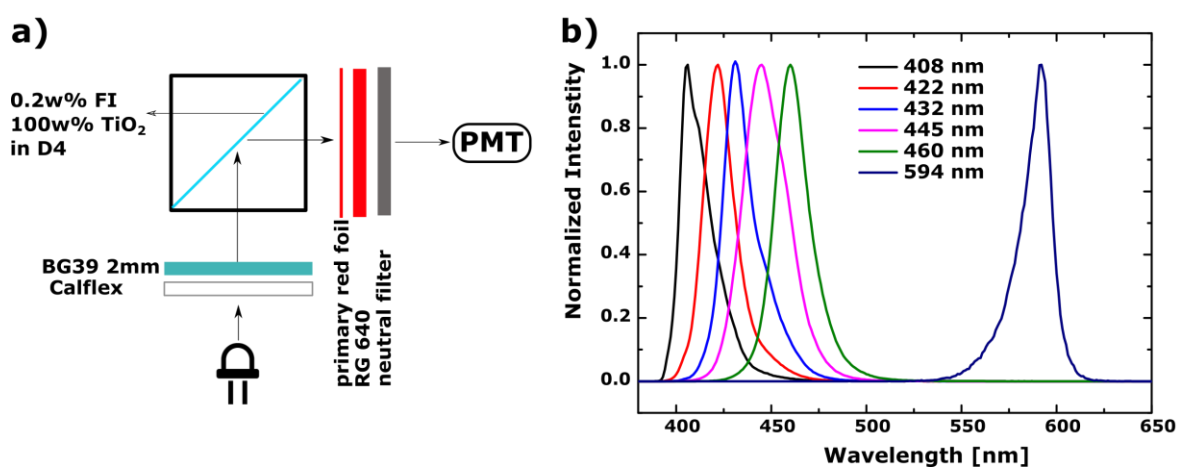 a)
0.2w% FI
100w% TiO₂
in D4
BG39 2mm
Calflex
primary red foil
RG 640
neutral filter
PMT
b)
Normalized Intenstity
1.0
0.8
0.6
0.4
0.2
0.0
408 nm
422 nm
432 nm
445 nm
460 nm
594 nm
400 450 500 550 600 650
Wavelength [nm]